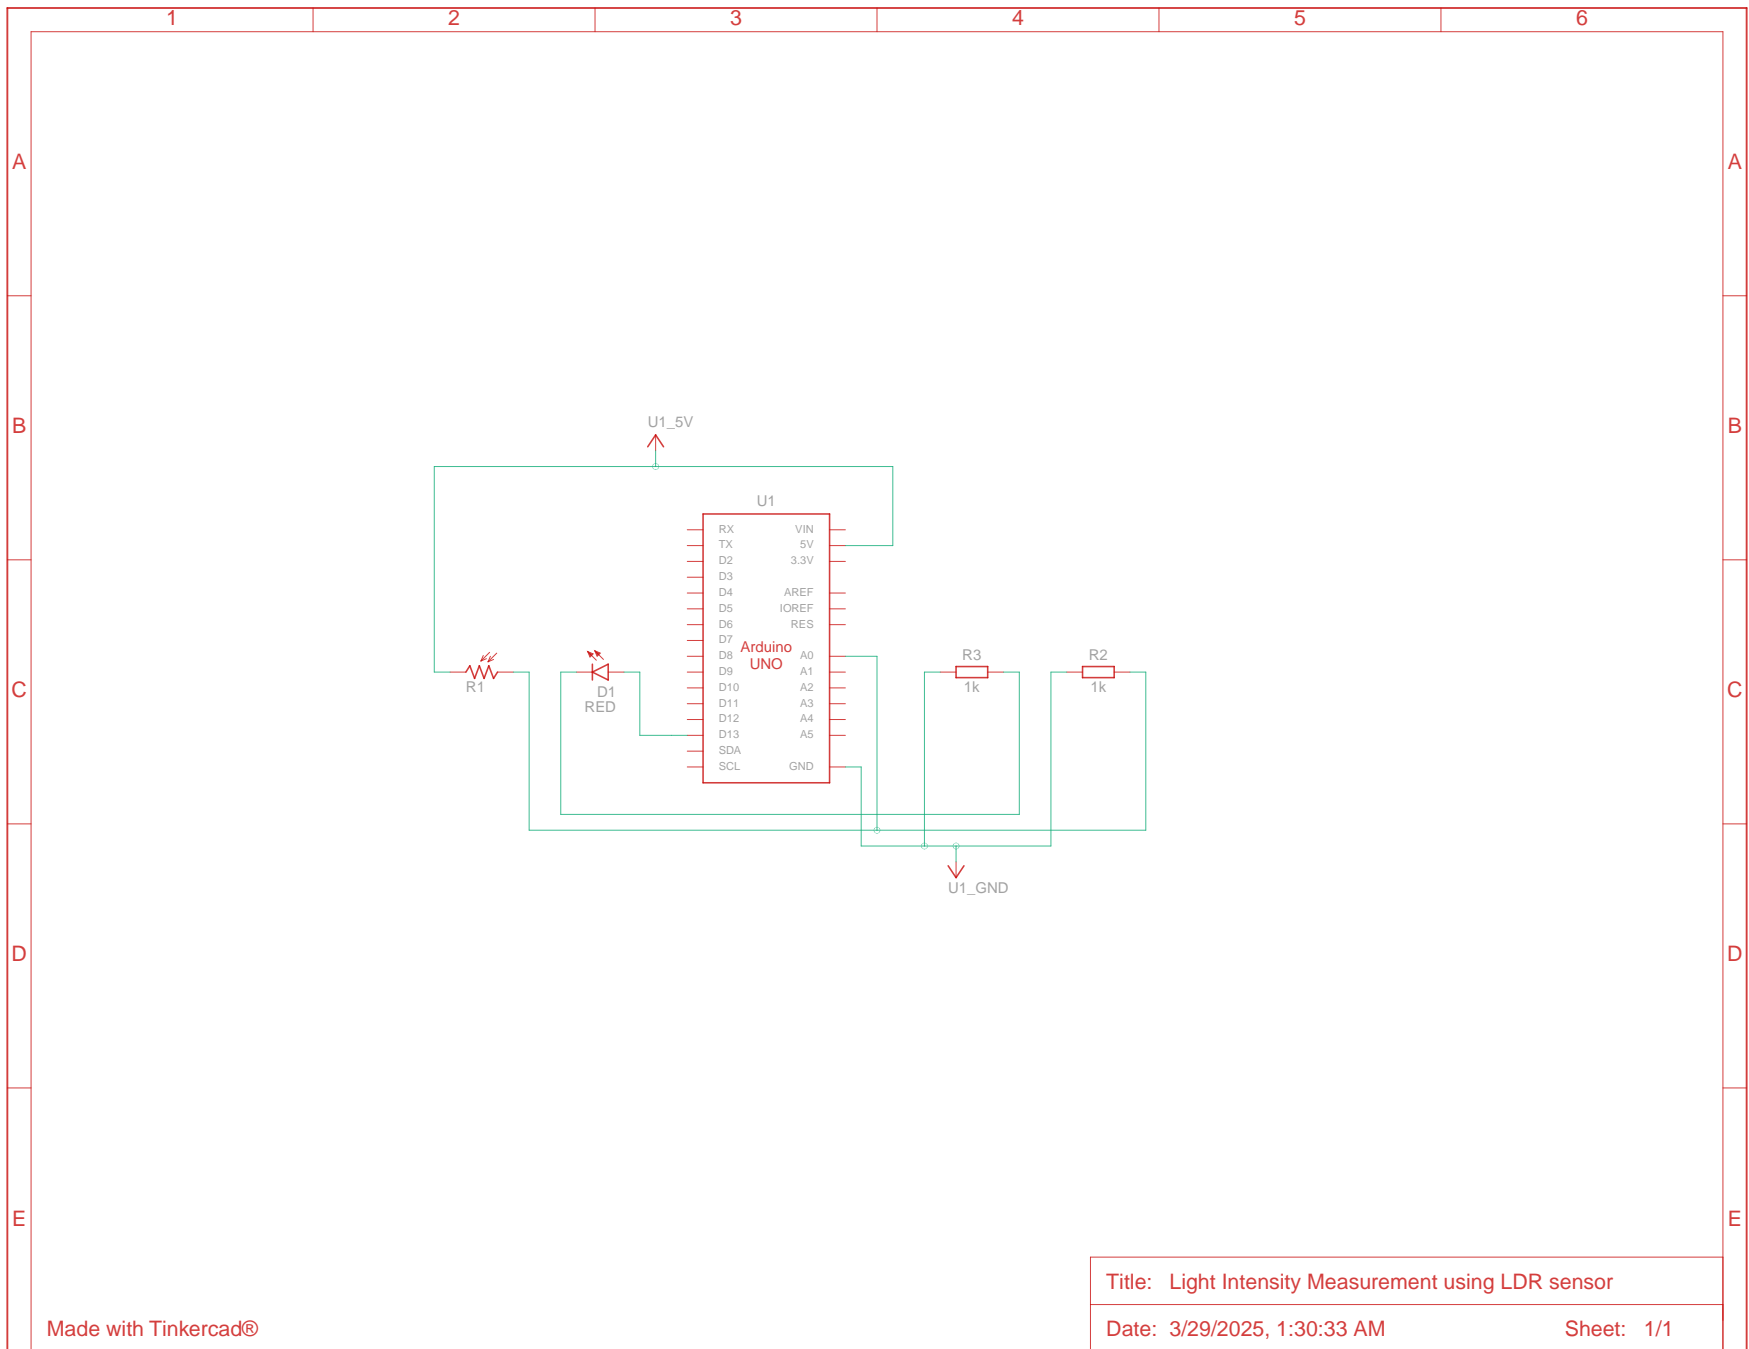 1 2 3 4 5 6
A A
B B
U1_5V
U1
RX VIN
TX 5V
D2 3.3V
D3
D4 AREF
D5 IOREF
D6 RES
D7
Arduino
UNO
D8 A0
D9 A1
D10 A2
D11 A3
D12 A4
D13 A5
SDA
SCL GND
C C
R1
D1
RED
R3
1k
R2
1k
U1_GND
D D
E E
Title: Light Intensity Measurement using LDR sensor
Made with Tinkercad®
Date: 3/29/2025, 1:30:33 AM Sheet: 1/1